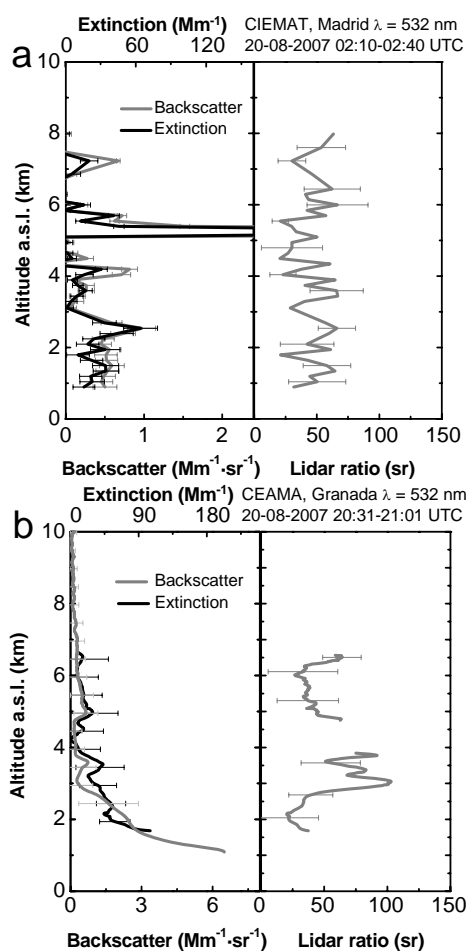 Extinction (Mm⁻¹)
CIEMAT, Madrid λ = 532 nm
20-08-2007 02:10-02:40 UTC
0 60 120
a
Backscatter
Extinction
Altitude a.s.l. (km)
10
8
6
4
2
0
0 1 2
0 50 100 150
Backscatter (Mm⁻¹·sr⁻¹)
Lidar ratio (sr)
Extinction (Mm⁻¹)
CEAMA, Granada λ = 532 nm
20-08-2007 20:31-21:01 UTC
0 90 180
b
Backscatter
Extinction
Altitude a.s.l. (km)
10
8
6
4
2
0
0 3 6
0 50 100 150
Backscatter (Mm⁻¹·sr⁻¹)
Lidar ratio (sr)